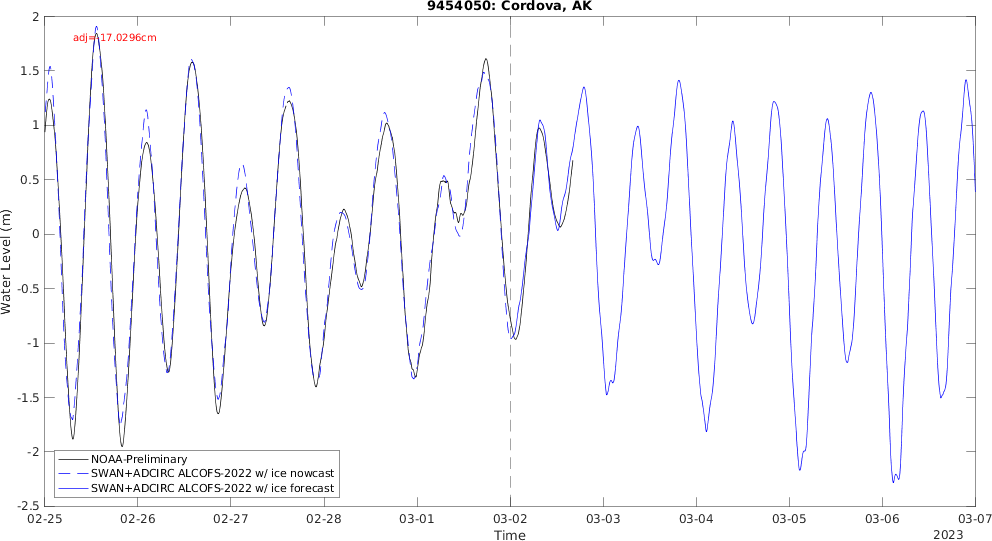 9454050: Cordova, AK
adj=-17.0296cm
Water Level (m)
2
1.5
1
0.5
0
-0.5
-1
-1.5
-2
-2.5
NOAA-Preliminary
SWAN+ADCIRC ALCOFS-2022 w/ ice nowcast
SWAN+ADCIRC ALCOFS-2022 w/ ice forecast
02-25 02-26 02-27 02-28 03-01 03-02 03-03 03-04 03-05 03-06 03-07
Time
2023